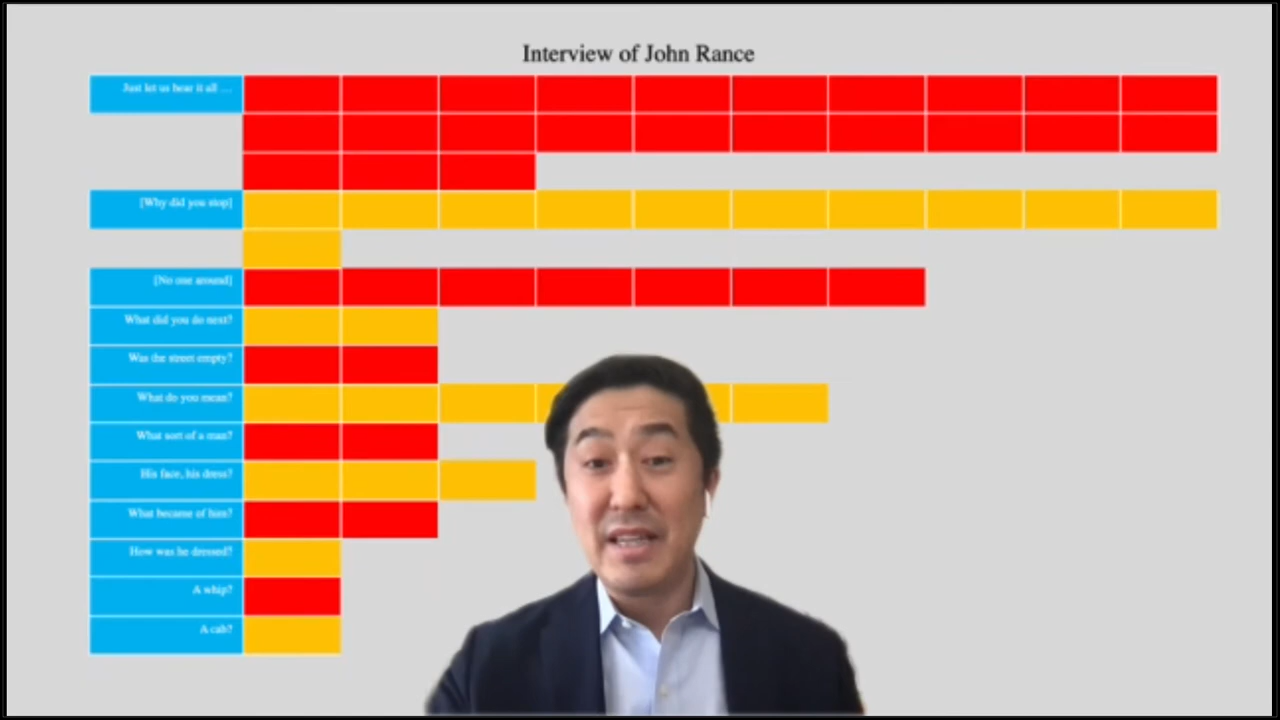 Interview of John Rance
Just let us hear it all ...
[Why did you stop]
[No one around]
What did you do next?
Was the street empty?
What do you mean?
What sort of a man?
His face, his dress?
What became of him?
How was he dressed?
A whip?
A cab?